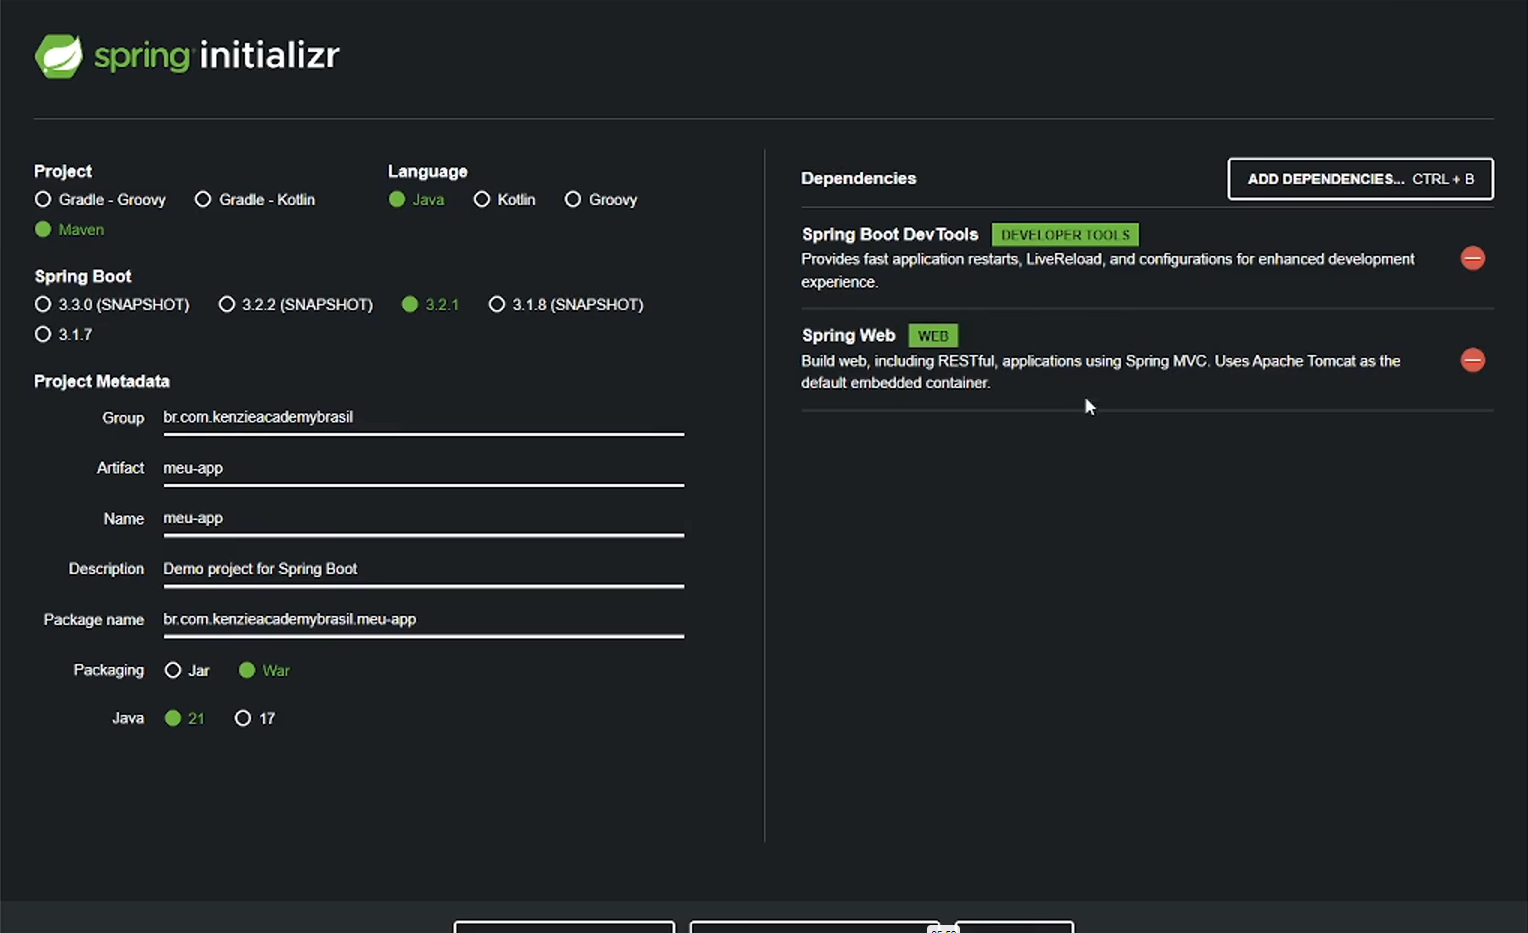 spring initializr
Project
Gradle - Groovy Gradle - Kotlin
Maven
Language
Java Kotlin Groovy
Spring Boot
3.3.0 (SNAPSHOT) 3.2.2 (SNAPSHOT) 3.2.1 3.1.8 (SNAPSHOT)
3.1.7
Project Metadata
Group br.com.kenzieacademybrasil
Artifact meu-app
Name meu-app
Description Demo project for Spring Boot
Package name br.com.kenzieacademybrasil.meu-app
Packaging Jar War
Java 21 17
Dependencies
ADD DEPENDENCIES... CTRL + B
Spring Boot DevTools DEVELOPER TOOLS
Provides fast application restarts, LiveReload, and configurations for enhanced development
experience.
Spring Web WEB
Build web, including RESTful, applications using Spring MVC. Uses Apache Tomcat as the
default embedded container.